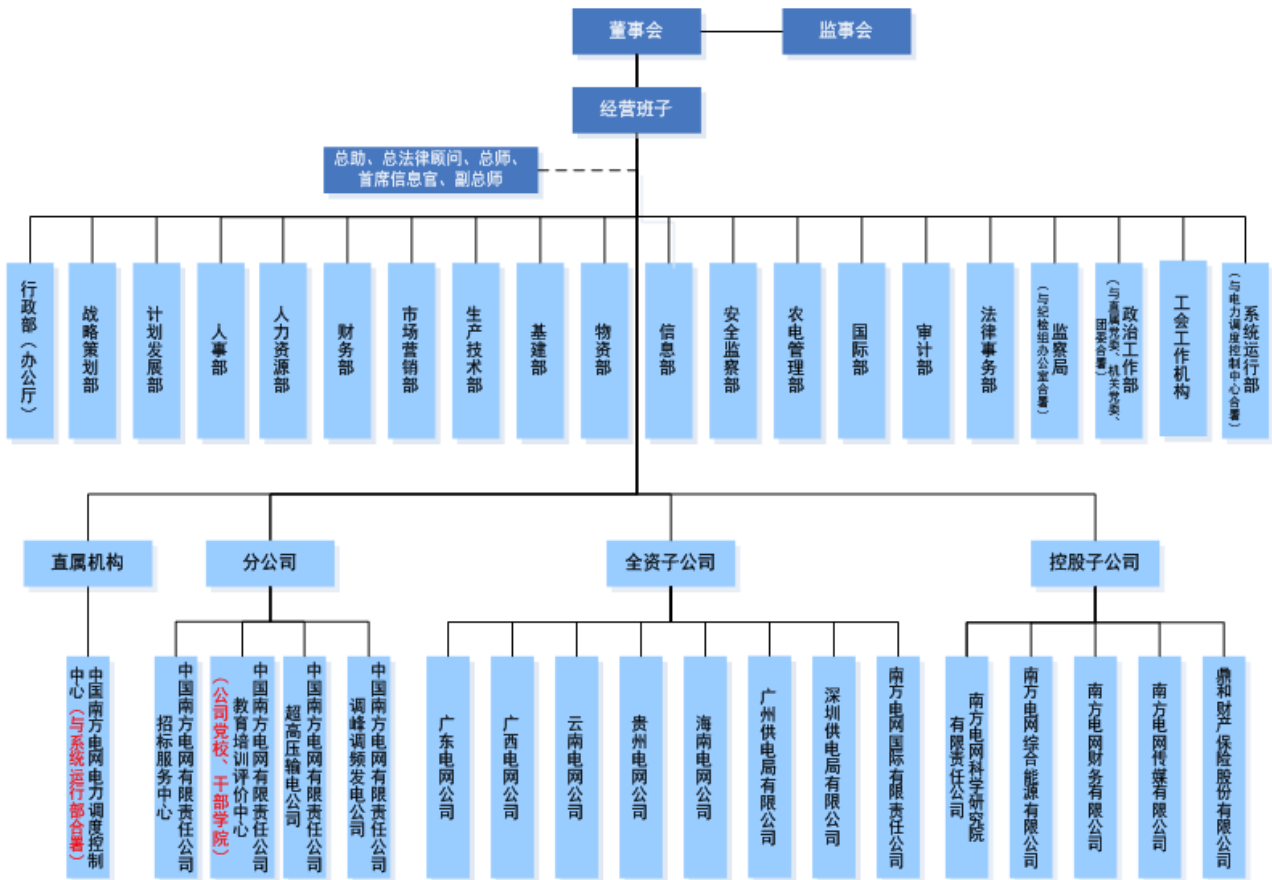 董事会
监事会
经营班子
总助、总法律顾问、总师、
首席信息官、副总师
行政部（办公厅）
战略策划部
计划发展部
人事部
人力资源部
财务部
市场营销部
生产技术部
基建部
物资部
信息部
安全监察部
农电管理部
国际部
审计部
法律事务部
监察局
（与纪检组办公室合署）
政治工作部
（与直属党委、机关党委、
团委合署）
工会工作机构
系统运行部
（与电力调度控制中心合署）
直属机构
分公司
全资子公司
控股子公司
中国南方电网电力调度控制
中心（与系统运行部合署）
中国南方电网有限责任公司
招标服务中心
中国南方电网有限责任公司
教育培训评价中心
（公司党校、干部学院）
中国南方电网有限责任公司
超高压输电公司
中国南方电网有限责任公司
调峰调频发电公司
广东电网公司
广西电网公司
云南电网公司
贵州电网公司
海南电网公司
广州供电局有限公司
深圳供电局有限公司
南方电网国际有限责任公司
南方电网科学研究院
有限责任公司
南方电网综合能源有限公司
南方电网财务有限公司
南方电网传媒有限公司
鼎和财产保险股份有限公司